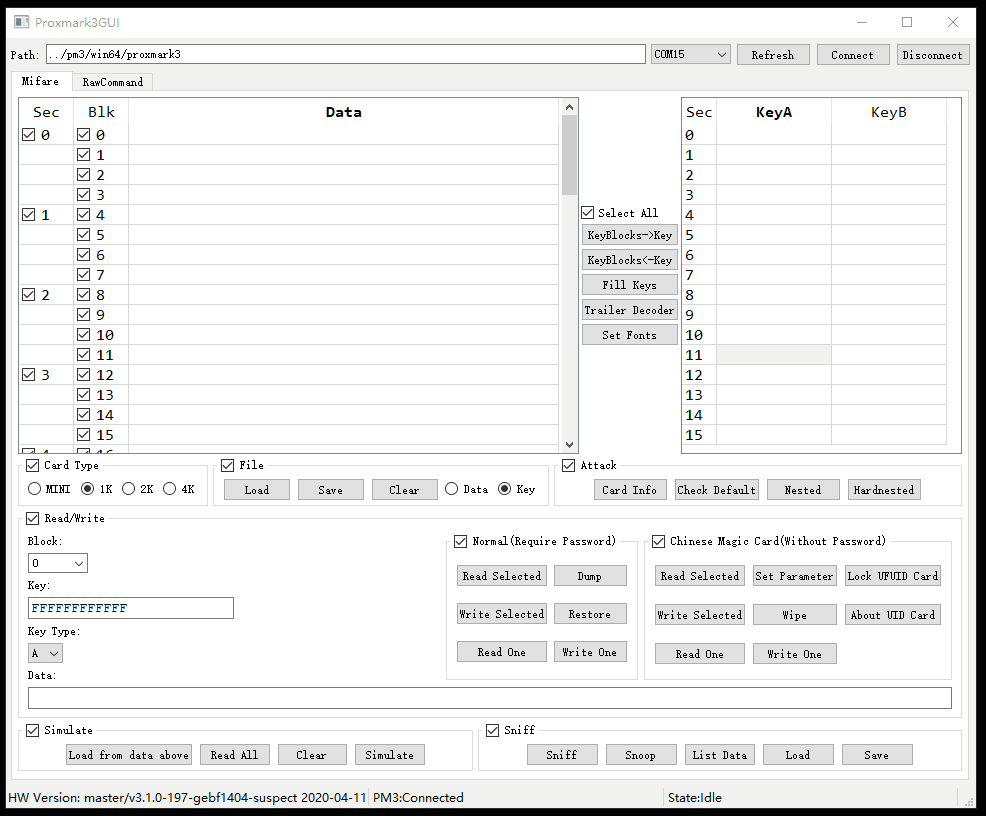 Proxmark3GUI
Path: ../pm3/win64/proxmark3 COM15 Refresh Connect Disconnect
Mifare RawCommand
Sec Blk Data
0 0
1
2
3
1 4
5
6
7
2 8
9
10
11
3 12
13
14
15
4 16
Select All
KeyBlocks->Key
KeyBlocks<-Key
Fill Keys
Trailer Decoder
Set Fonts
Sec KeyA KeyB
0
1
2
3
4
5
6
7
8
9
10
11
12
13
14
15
Card Type
MINI 1K 2K 4K
File
Load Save Clear Data Key
Attack
Card Info Check Default Nested Hardnested
Read/Write
Block:
0
Key:
FFFFFFFFFFFF
Key Type:
A
Data:
Normal(Require Password)
Read Selected Dump
Write Selected Restore
Read One Write One
Chinese Magic Card(Without Password)
Read Selected Set Parameter Lock UFUID Card
Write Selected Wipe About UID Card
Read One Write One
Simulate
Load from data above Read All Clear Simulate
Sniff
Sniff Snoop List Data Load Save
HW Version: master/v3.1.0-197-gebf1404-suspect 2020-04-11 PM3:Connected State:Idle